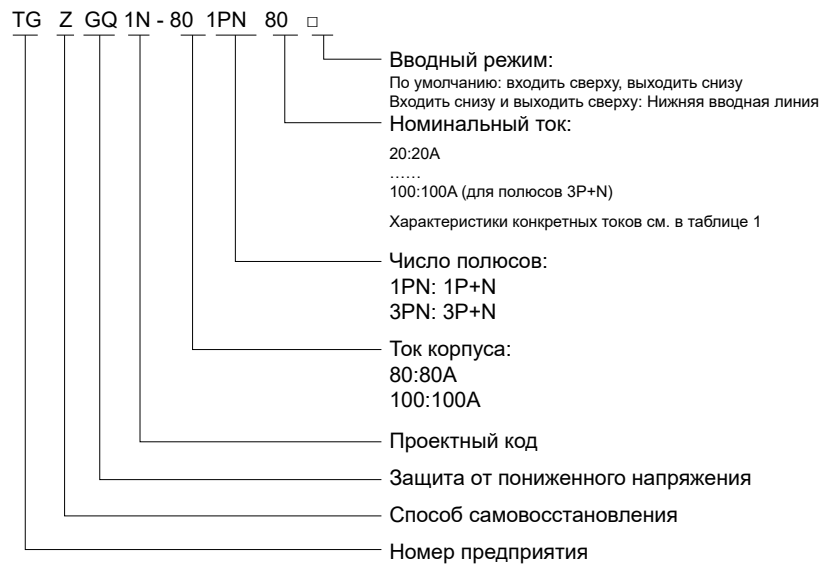 TG Z GQ 1N - 80 1PN 80 □
Вводный режим:
По умолчанию: входить сверху, выходить снизу
Входить снизу и выходить сверху: Нижняя вводная линия
Номинальный ток:
20:20A
……
100:100A (для полюсов 3P+N)
Характеристики конкретных токов см. в таблице 1
Число полюсов:
1PN: 1P+N
3PN: 3P+N
Ток корпуса:
80:80A
100:100A
Проектный код
Защита от пониженного напряжения
Способ самовосстановления
Номер предприятия